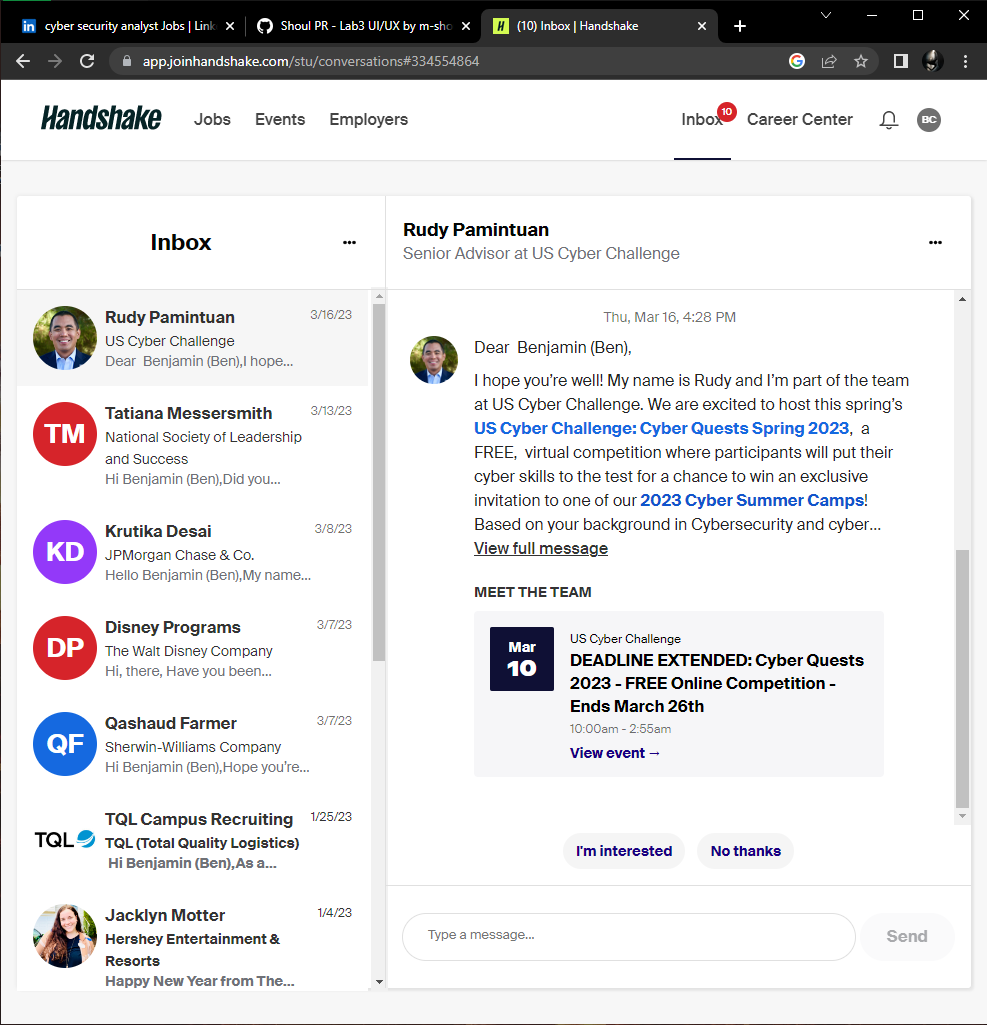 cyber security analyst Jobs | Link
Shoul PR - Lab3 UI/UX by m-sho
(10) Inbox | Handshake
app.joinhandshake.com/stu/conversations#334554864
Handshake
Jobs
Events
Employers
Inbox
10
Career Center
BC
Inbox
Rudy Pamintuan
3/16/23
US Cyber Challenge
Dear Benjamin (Ben),I hope...
TM
Tatiana Messersmith
3/13/23
National Society of Leadership
and Success
Hi Benjamin (Ben),Did you...
KD
Krutika Desai
3/8/23
JPMorgan Chase & Co.
Hello Benjamin (Ben),My name...
DP
Disney Programs
3/7/23
The Walt Disney Company
Hi, there, Have you been...
QF
Qashaud Farmer
3/7/23
Sherwin-Williams Company
Hi Benjamin (Ben),Hope you're...
TQL
TQL Campus Recruiting
1/25/23
TQL (Total Quality Logistics)
Hi Benjamin (Ben),As a...
Jacklyn Motter
1/4/23
Hershey Entertainment &
Resorts
Happy New Year from The...
Rudy Pamintuan
Senior Advisor at US Cyber Challenge
Thu, Mar 16, 4:28 PM
Dear Benjamin (Ben),
I hope you're well! My name is Rudy and I'm part of the team
at US Cyber Challenge. We are excited to host this spring's
US Cyber Challenge: Cyber Quests Spring 2023, a
FREE, virtual competition where participants will put their
cyber skills to the test for a chance to win an exclusive
invitation to one of our 2023 Cyber Summer Camps!
Based on your background in Cybersecurity and cyber...
View full message
MEET THE TEAM
Mar
10
US Cyber Challenge
DEADLINE EXTENDED: Cyber Quests
2023 - FREE Online Competition -
Ends March 26th
10:00am - 2:55am
View event →
I'm interested
No thanks
Type a message...
Send